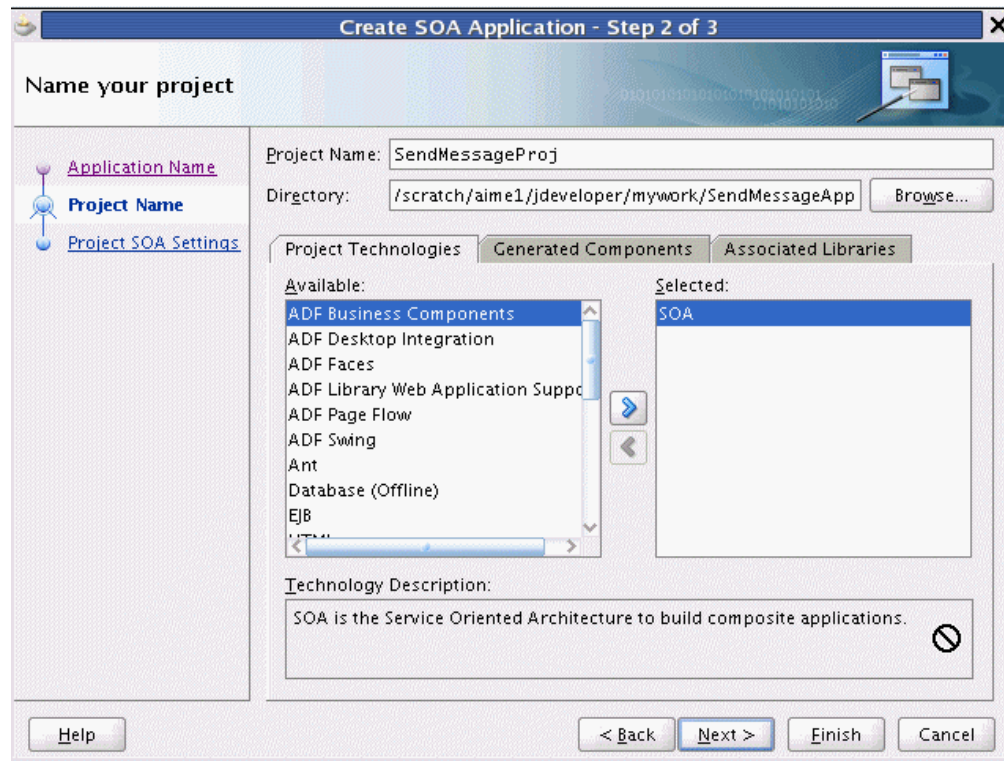 Create SOA Application - Step 2 of 3
Name your project
Application Name
Project Name
Project SOA Settings
Project Name: SendMessageProj
Directory: /scratch/aime1/jdeveloper/mywork/SendMessageApp Browse...
Project Technologies Generated Components Associated Libraries
Available:
ADF Business Components
ADF Desktop Integration
ADF Faces
ADF Library Web Application Suppo
ADF Page Flow
ADF Swing
Ant
Database (Offline)
EJB
Selected:
SOA
Technology Description:
SOA is the Service Oriented Architecture to build composite applications.
Help < Back Next > Finish Cancel